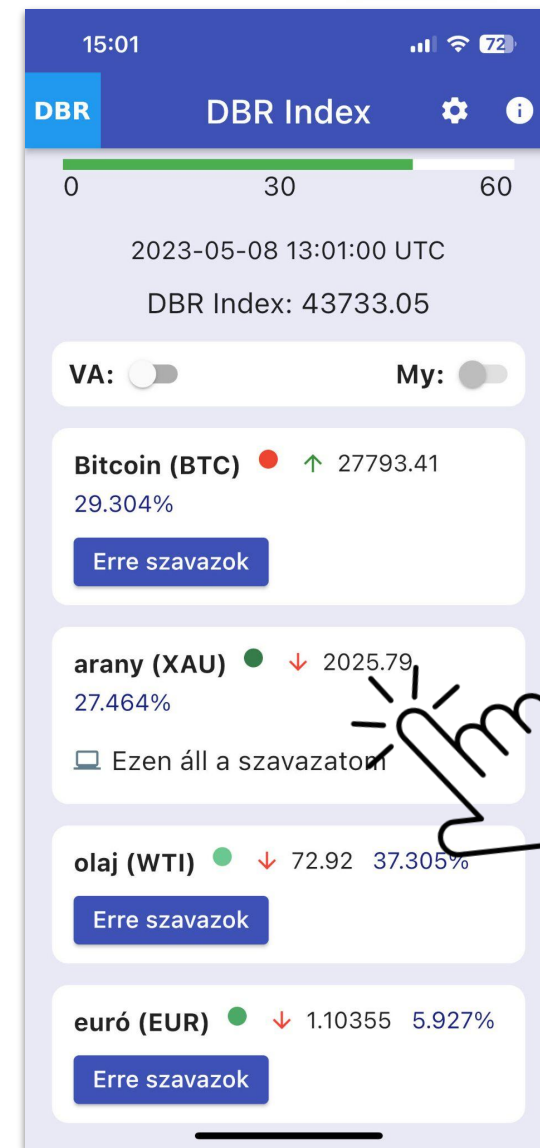 15:01
72
DBR
DBR Index
0 30 60
2023-05-08 13:01:00 UTC
DBR Index: 43733.05
VA:
My:
Bitcoin (BTC) ↑ 27793.41
29.304%
Erre szavazok
arany (XAU) ↓ 2025.79
27.464%
Ezen áll a szavazatom
olaj (WTI) ↓ 72.92 37.305%
Erre szavazok
euró (EUR) ↓ 1.10355 5.927%
Erre szavazok